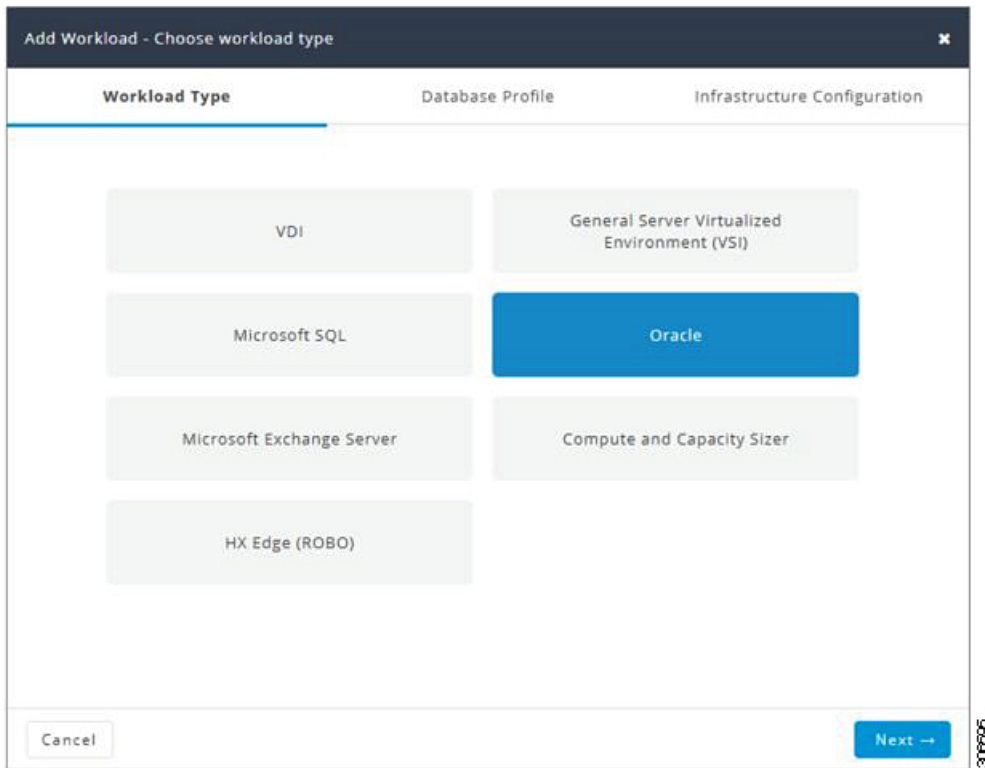 Add Workload - Choose workload type
Workload Type
Database Profile
Infrastructure Configuration
VDI
General Server Virtualized
Environment (VSI)
Microsoft SQL
Oracle
Microsoft Exchange Server
Compute and Capacity Sizer
HX Edge (ROBO)
Cancel
Next →